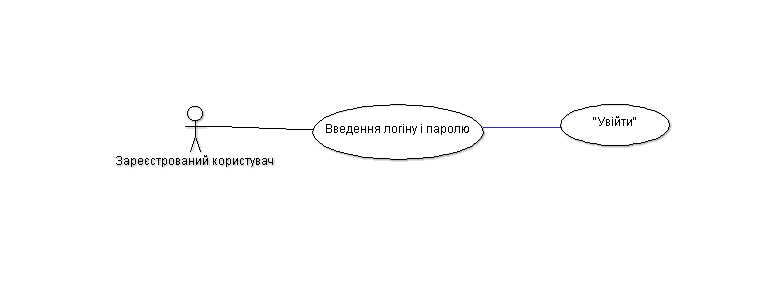 Введення логіну і паролю
"Увійти"
Зареєстрований користувач